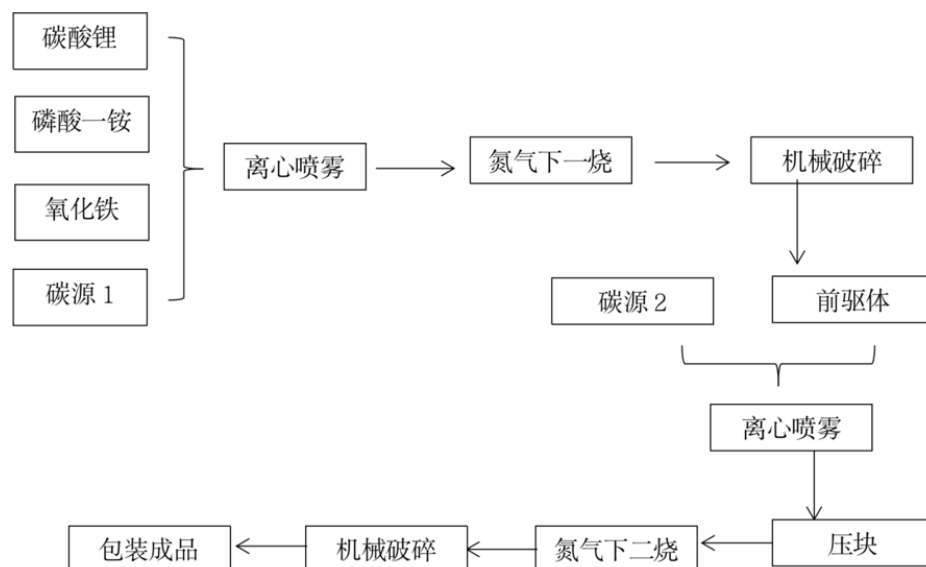 碳酸锂
磷酸一铵
氧化铁
碳源 1
离心喷雾
氮气下一烧
机械破碎
碳源 2
前驱体
离心喷雾
压块
氮气下二烧
机械破碎
包装成品